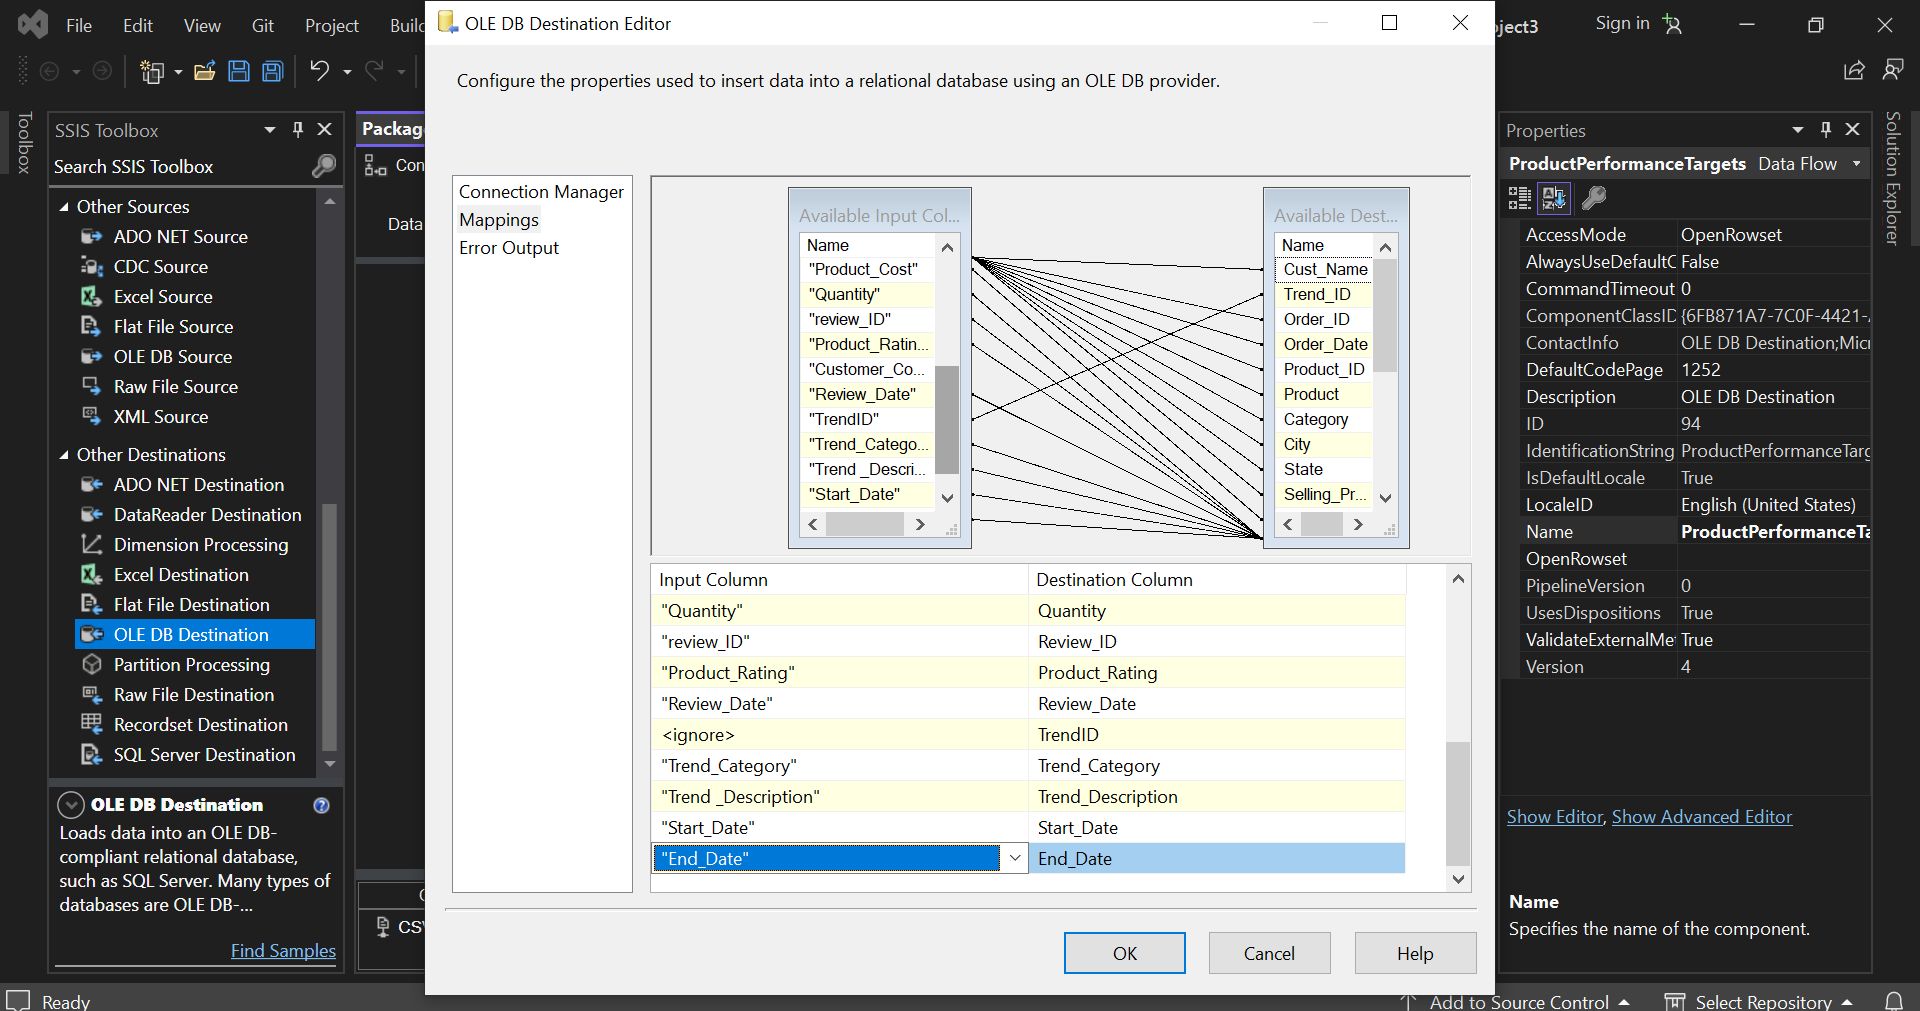 File Edit View Git Project
OLE DB Destination Editor
Sign in
Configure the properties used to insert data into a relational database using an OLE DB provider.
Toolbox
SSIS Toolbox
Search SSIS Toolbox
Other Sources
ADO NET Source
CDC Source
Excel Source
Flat File Source
OLE DB Source
Raw File Source
XML Source
Other Destinations
ADO NET Destination
DataReader Destination
Dimension Processing
Excel Destination
Flat File Destination
OLE DB Destination
Partition Processing
Raw File Destination
Recordset Destination
SQL Server Destination
OLE DB Destination
Loads data into an OLE DB-
compliant relational database,
such as SQL Server. Many types of
databases are OLE DB-...
Find Samples
Packag
Con
Data
CSV
Connection Manager
Mappings
Error Output
Available Input Col...
Name
"Product_Cost"
"Quantity"
"review_ID"
"Product_Ratin...
"Customer_Co...
"Review_Date"
"TrendID"
"Trend_Catego...
"Trend _Descri...
"Start_Date"
Available Dest...
Name
Cust_Name
Trend_ID
Order_ID
Order_Date
Product_ID
Product
Category
City
State
Selling_Pr...
Input Column Destination Column
"Quantity" Quantity
"review_ID" Review_ID
"Product_Rating" Product_Rating
"Review_Date" Review_Date
<ignore> TrendID
"Trend_Category" Trend_Category
"Trend _Description" Trend_Description
"Start_Date" Start_Date
"End_Date" End_Date
OK Cancel Help
ject3
Properties
ProductPerformanceTargets Data Flow
AccessMode OpenRowset
AlwaysUseDefaultC False
CommandTimeout 0
ComponentClassID {6FB871A7-7C0F-4421-
ContactInfo OLE DB Destination;Mic
DefaultCodePage 1252
Description OLE DB Destination
ID 94
IdentificationString ProductPerformanceTarg
IsDefaultLocale True
LocaleID English (United States)
Name ProductPerformanceTa
OpenRowset
PipelineVersion 0
UsesDispositions True
ValidateExternalMe True
Version 4
Show Editor, Show Advanced Editor
Name
Specifies the name of the component.
Solution Explorer
Ready
Add to Source Control Select Repository